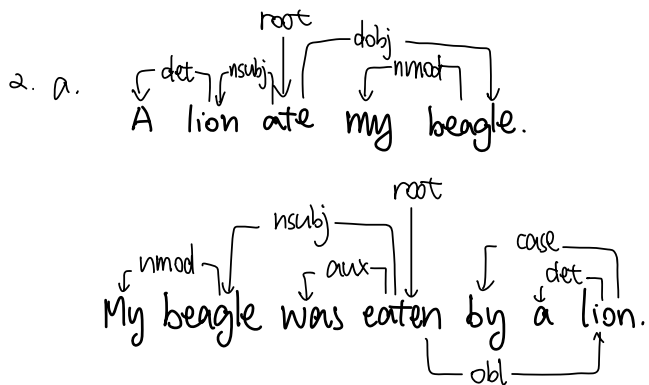 root
dobj
det nsubj nmod
2. a.
A lion ate my beagle.
root
nsubj
case
nmod aux det
My beagle was eaten by a lion.
obl